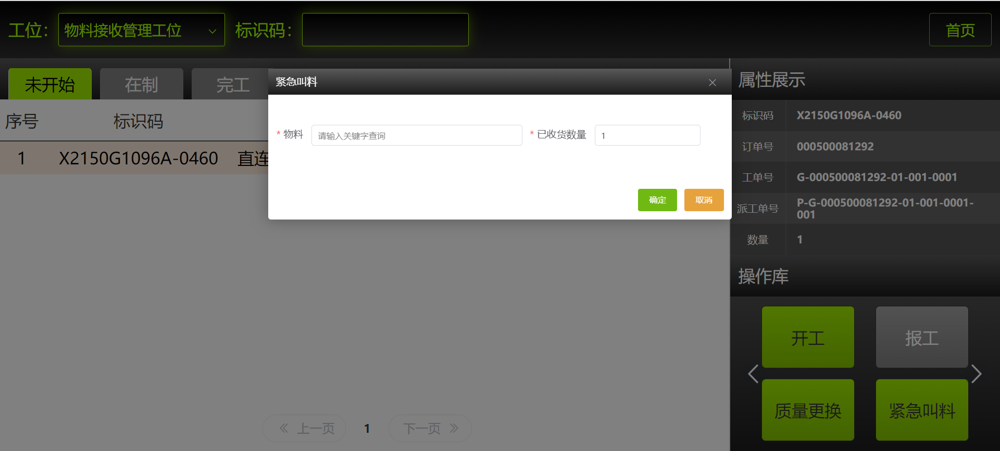 工位： 物料接收管理工位 标识码： 首页
未开始 在制 完工
序号 标识码
1 X2150G1096A-0460 直连
紧急叫料
* 物料 请输入关键字查询 * 已收货数量 1
确定 取消
上一页 1 下一页
属性展示
标识码 X2150G1096A-0460
订单号 000500081292
工单号 G-000500081292-01-001-0001
派工单号 P-G-000500081292-01-001-0001-
001
数量 1
操作库
开工 报工
质量更换 紧急叫料